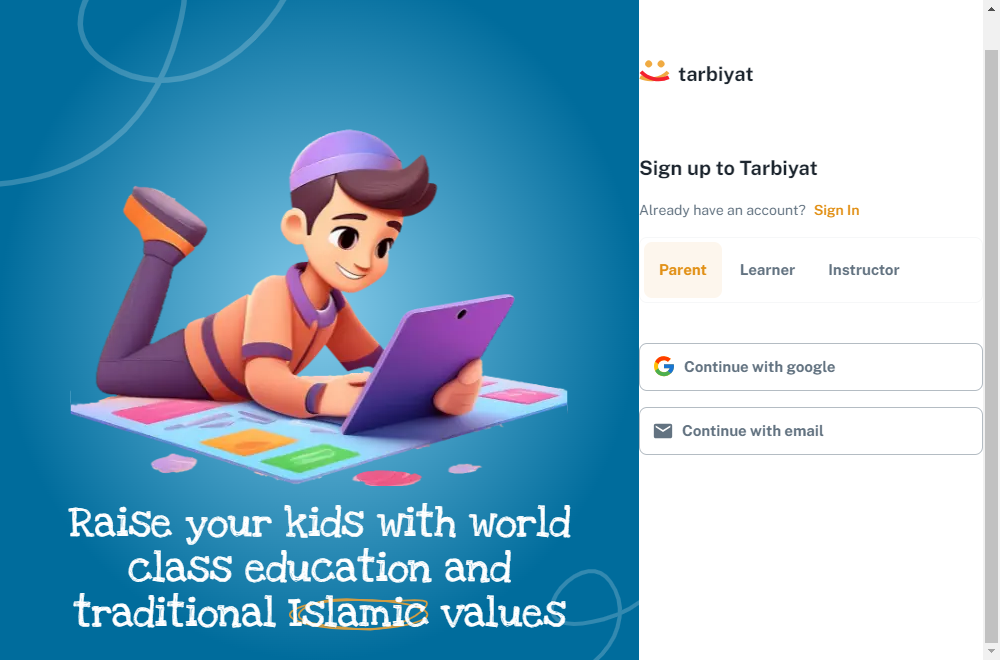 tarbiyat
Sign up to Tarbiyat
Already have an account? Sign In
Parent Learner Instructor
Continue with google
Continue with email
Raise your kids with world
class education and
traditional Islamic values